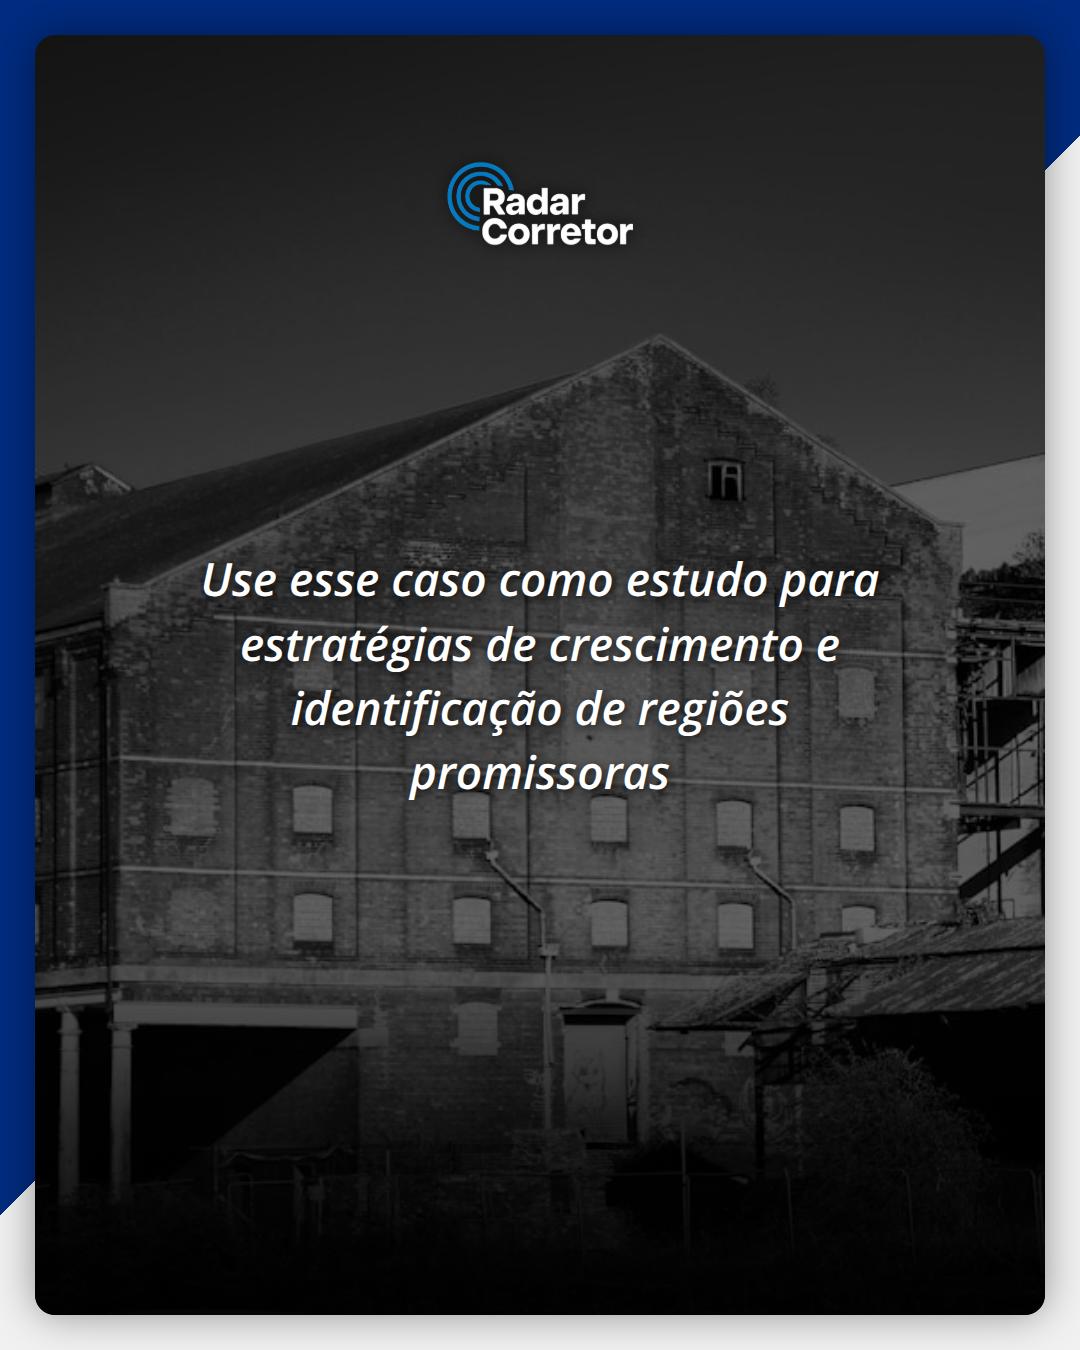 Radar
Corretor
Use esse caso como estudo para
estratégias de crescimento e
identificação de regiões
promissoras